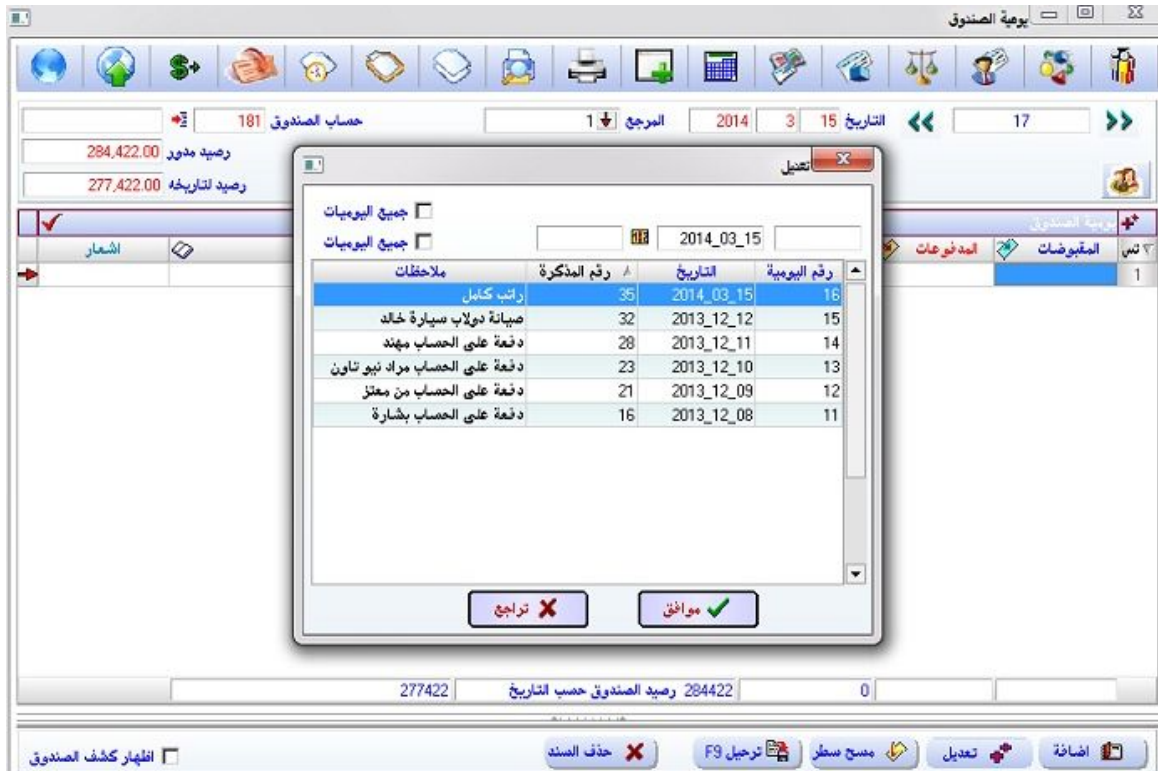 يومية الصندوق
17 التاريخ 15 3 2014 المرجع 1 حساب الصندوق 181
رصيد مدور 284,422.00
رصيد لتاريخه 277,422.00
يومية الصندوق
تس المقبوضات المدفوعات اشعار
1
تعديل
جميع اليوميات
2014_03_15 جميع اليوميات
رقم اليومية التاريخ رقم المذكرة ملاحظات
16 2014_03_15 35 راتب كامل
15 2013_12_12 32 صيانة دولاب سيارة خالد
14 2013_12_11 28 دفعة على الحساب مهند
13 2013_12_10 23 دفعة على الحساب مراد نيو تاون
12 2013_12_09 21 دفعة على الحساب من معتز
11 2013_12_08 16 دفعة على الحساب بشارة
موافق تراجع
0 284422 رصيد الصندوق حسب التاريخ 277422
اضافة تعديل مسح سطر ترحيل F9 حذف السند اظهار كشف الصندوق